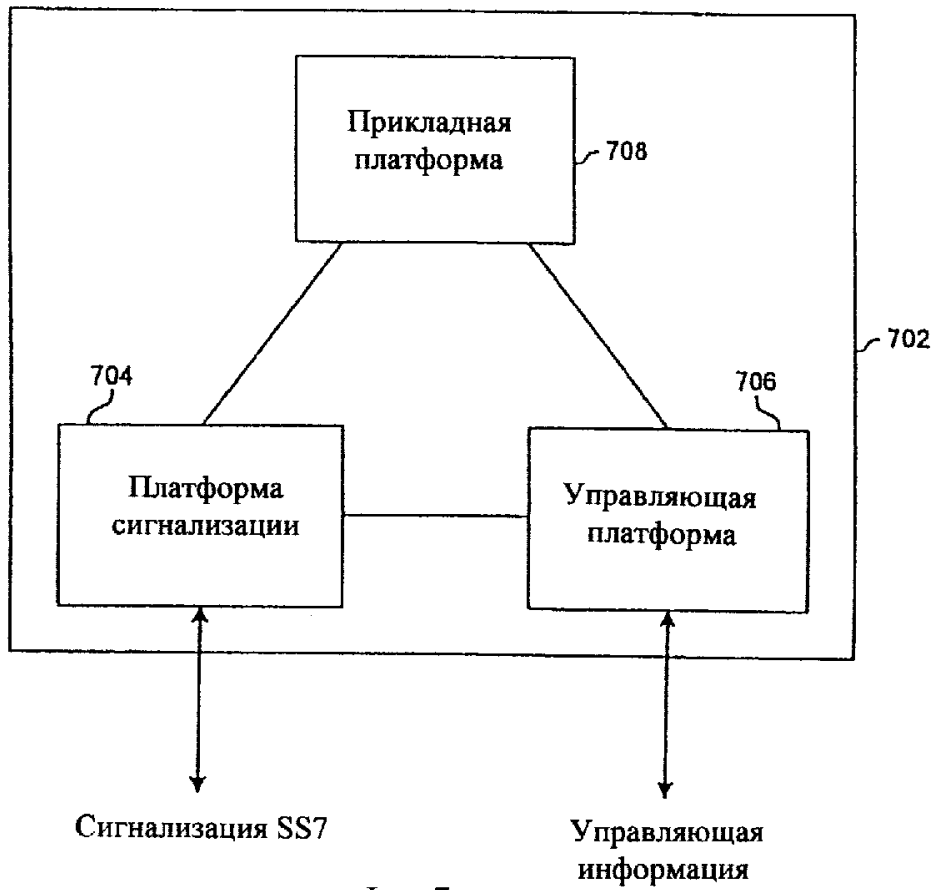 Прикладная
платформа
708
702
704
706
Платформа
сигнализации
Управляющая
платформа
Сигнализация SS7
Управляющая
информация